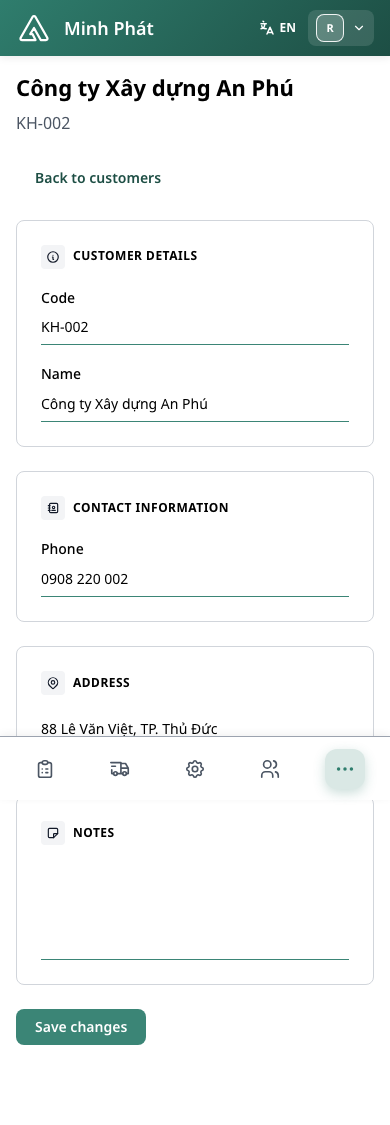 Minh Phát
EN
R
Công ty Xây dựng An Phú
KH-002
Back to customers
CUSTOMER DETAILS
Code
KH-002
Name
Công ty Xây dựng An Phú
CONTACT INFORMATION
Phone
0908 220 002
ADDRESS
88 Lê Văn Việt, TP. Thủ Đức
NOTES
Save changes